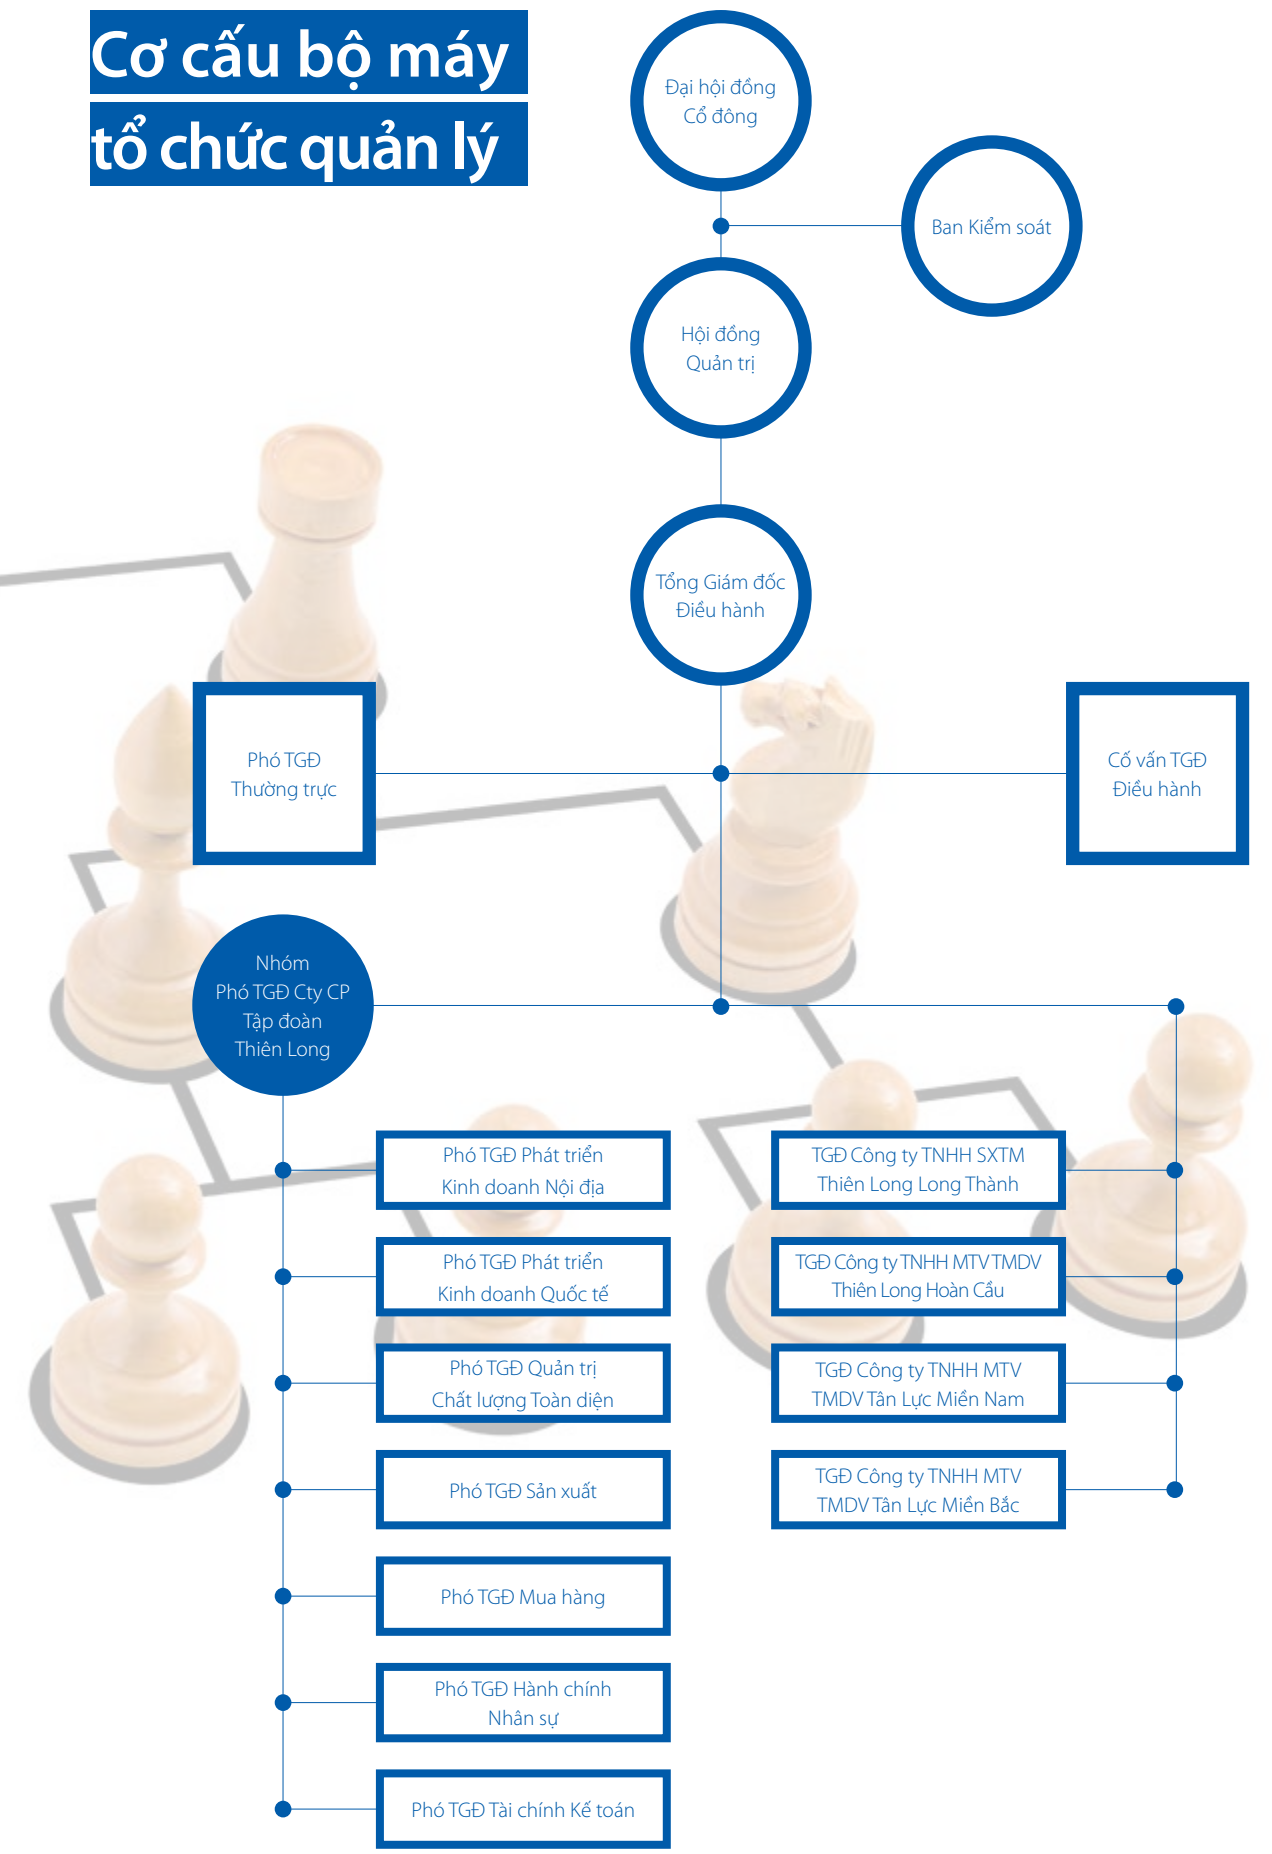 Cơ cấu bộ máy
tổ chức quản lý
Đại hội đồng
Cổ đông
Ban Kiểm soát
Hội đồng
Quản trị
Tổng Giám đốc
Điều hành
Phó TGĐ
Thường trực
Cố vấn TGĐ
Điều hành
Nhóm
Phó TGĐ Cty CP
Tập đoàn
Thiên Long
Phó TGĐ Phát triển
Kinh doanh Nội địa
Phó TGĐ Phát triển
Kinh doanh Quốc tế
Phó TGĐ Quản trị
Chất lượng Toàn diện
Phó TGĐ Sản xuất
Phó TGĐ Mua hàng
Phó TGĐ Hành chính
Nhân sự
Phó TGĐ Tài chính Kế toán
TGĐ Công ty TNHH SXTM
Thiên Long Long Thành
TGĐ Công ty TNHH MTV TMDV
Thiên Long Hoàn Cầu
TGĐ Công ty TNHH MTV
TMDV Tân Lực Miền Nam
TGĐ Công ty TNHH MTV
TMDV Tân Lực Miền Bắc